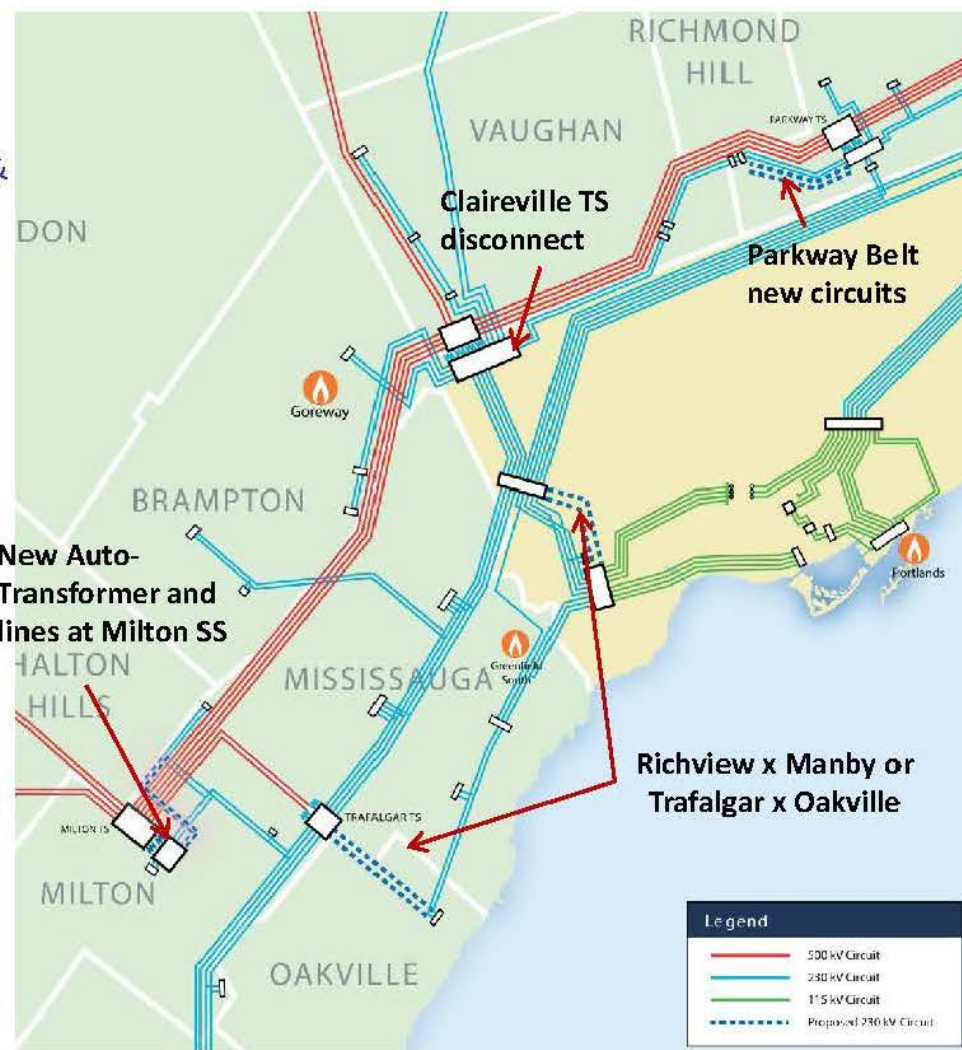 RICHMOND
HILL
PARKWAY TS
VAUGHAN
DON
Claireville TS
disconnect
Parkway Belt
new circuits
Goreway
BRAMPTON
Portlands
New Auto-
Transformer and
lines at Milton SS
HALTON
HILLS
MISSISSAUGA
Greenfield
South
Richview x Manby or
Trafalgar x Oakville
MILTON TS
TRAFALGAR TS
MILTON
OAKVILLE
Legend
500 kV Circuit
230 kV Circuit
115 kV Circuit
Proposed 230 kV Circuit